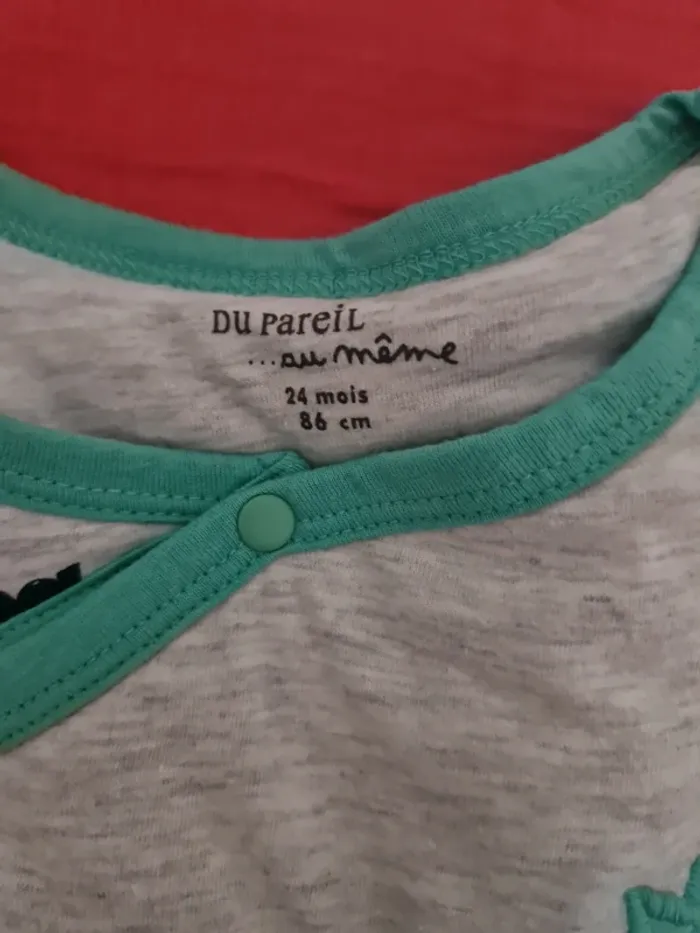 DU PareiL
...au même
24 mois
86 cm